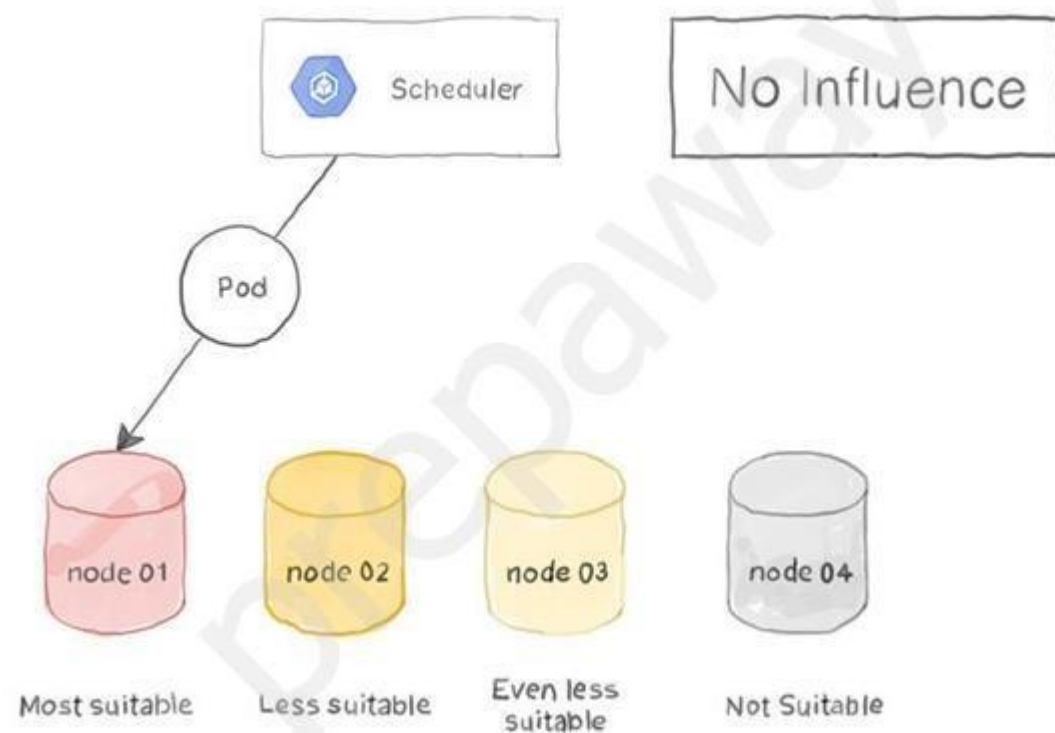 Scheduler
No Influence
Pod
node 01
node 02
node 03
node 04
Most suitable
Less suitable
Even less
suitable
Not Suitable
prepaway